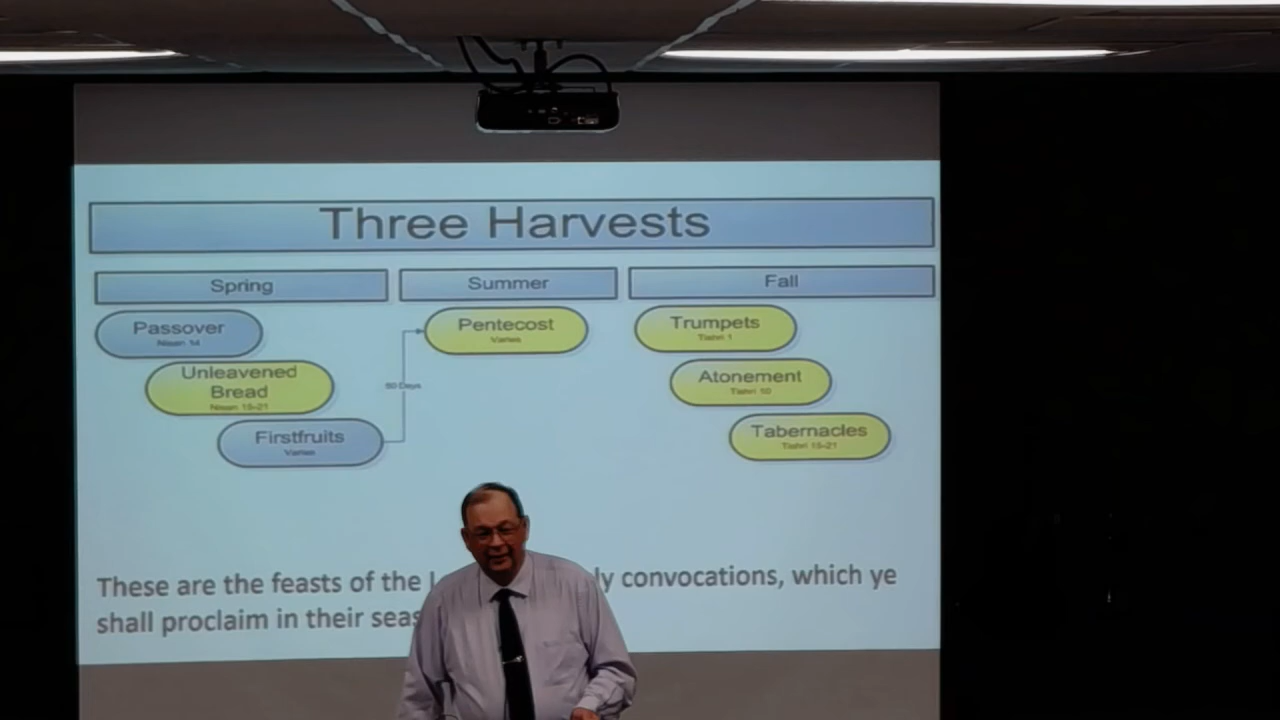 Three Harvests
Spring
Summer
Fall
Passover
Nisan 14
Unleavened
Bread
Nisan 15-21
Firstfruits
Varies
50 Days
Pentecost
Varies
Trumpets
Tishri 1
Atonement
Tishri 10
Tabernacles
Tishri 15-21
These are the feasts of the
ly convocations, which ye
shall proclaim in their seas